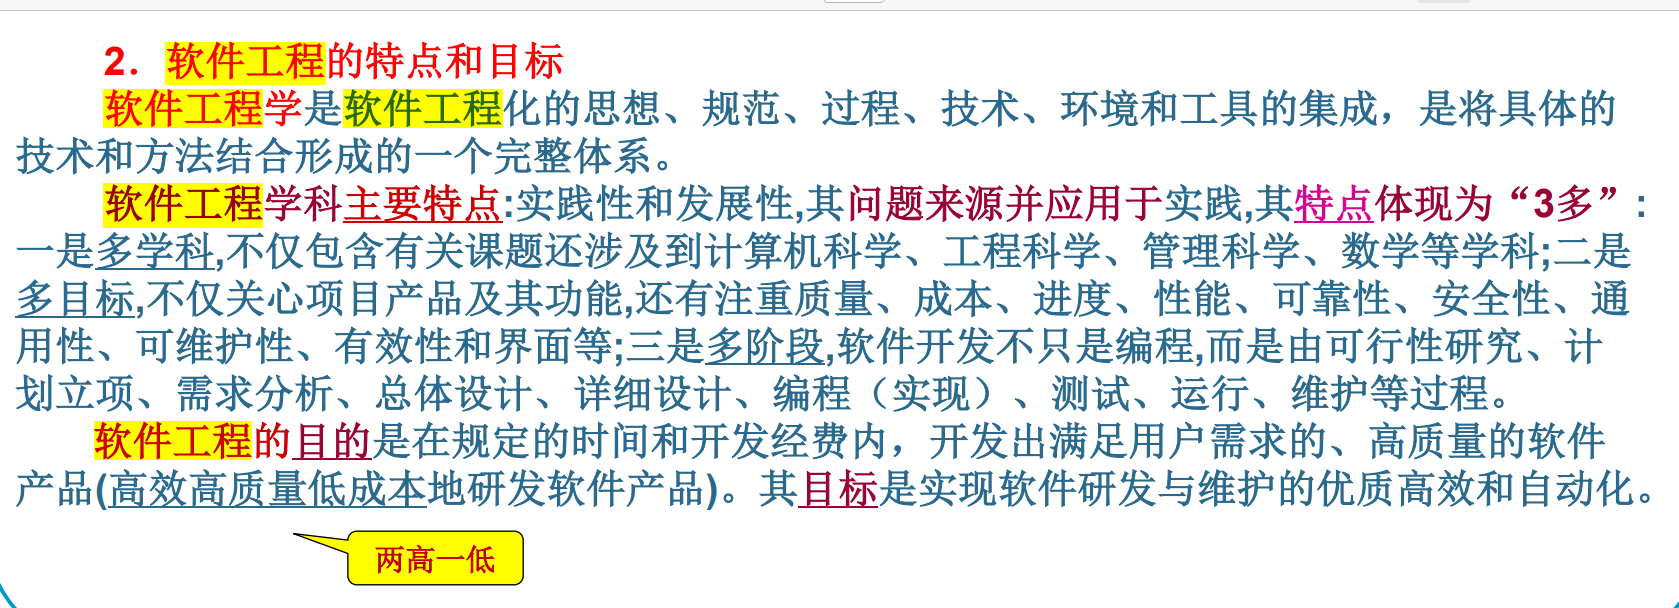 2．软件工程的特点和目标
软件工程学是软件工程化的思想、规范、过程、技术、环境和工具的集成，是将具体的
技术和方法结合形成的一个完整体系。
软件工程学科主要特点:实践性和发展性,其问题来源并应用于实践,其特点体现为“3多”：
一是多学科,不仅包含有关课题还涉及到计算机科学、工程科学、管理科学、数学等学科;二是
多目标,不仅关心项目产品及其功能,还有注重质量、成本、进度、性能、可靠性、安全性、通
用性、可维护性、有效性和界面等;三是多阶段,软件开发不只是编程,而是由可行性研究、计
划立项、需求分析、总体设计、详细设计、编程（实现）、测试、运行、维护等过程。
软件工程的目的是在规定的时间和开发经费内，开发出满足用户需求的、高质量的软件
产品(高效高质量低成本地研发软件产品)。其目标是实现软件研发与维护的优质高效和自动化。
两高一低